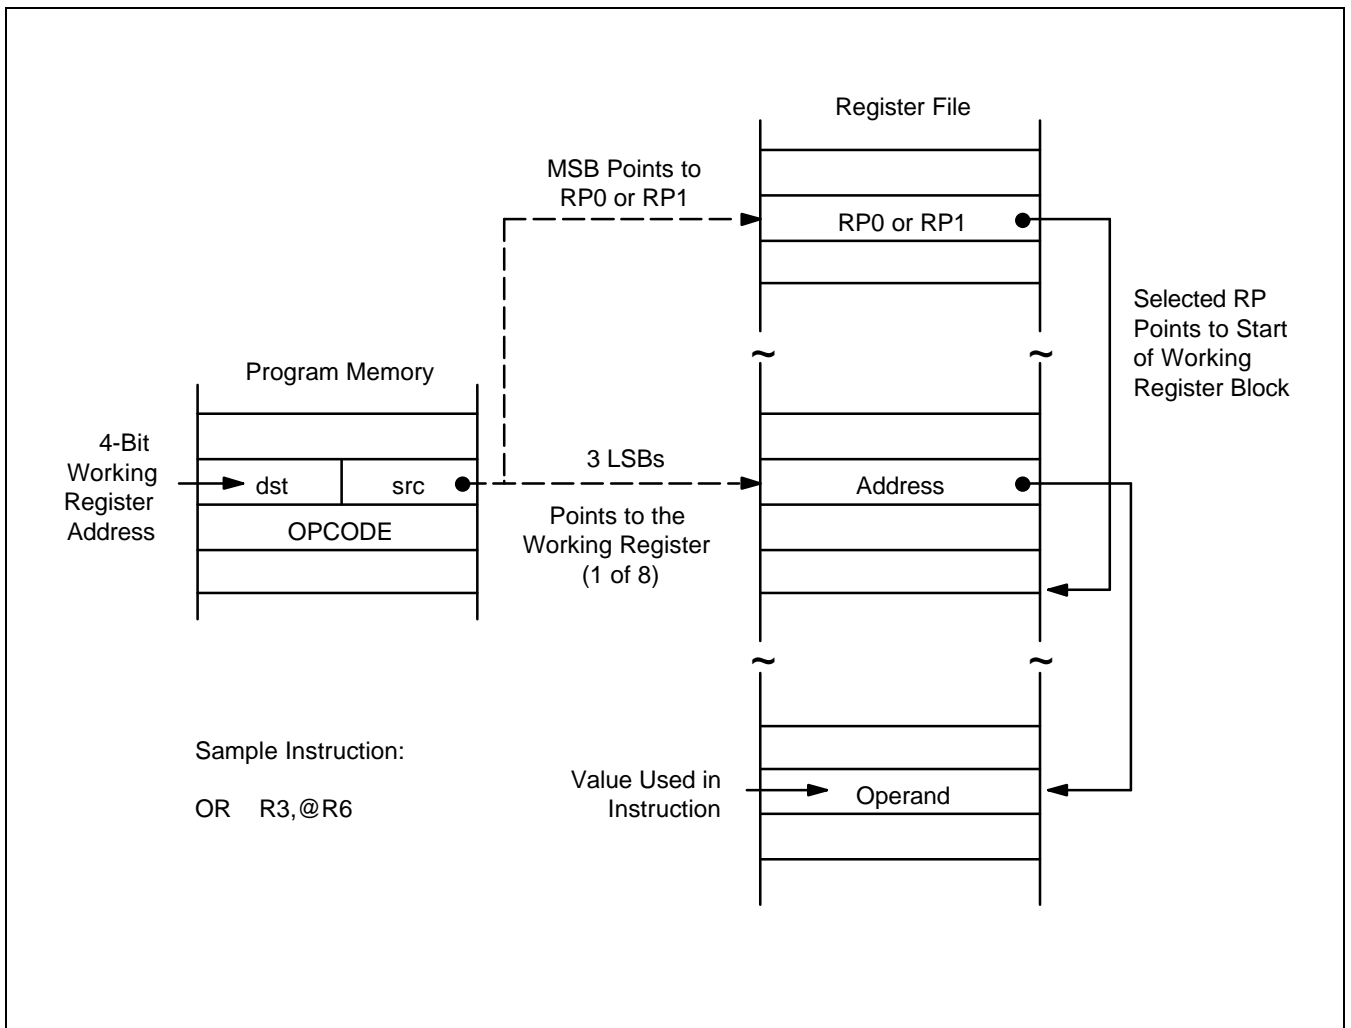 Register File
MSB Points to
RP0 or RP1
RP0 or RP1
Selected RP
Points to Start
of Working
Register Block
~ ~
Program Memory
4-Bit
Working
Register
Address
dst src
OPCODE
3 LSBs
Points to the
Working Register
(1 of 8)
Address
~ ~
Sample Instruction:
OR R3,@R6
Value Used in
Instruction
Operand